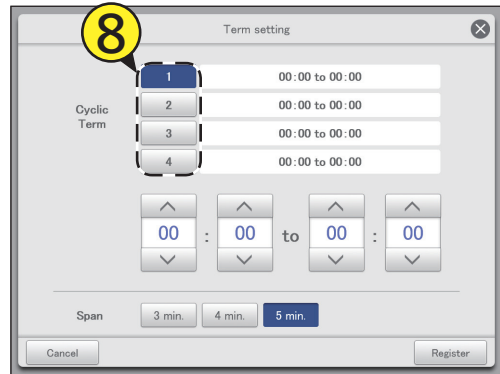 8
Term setting
Cyclic
Term
1 00:00 to 00:00
2 00:00 to 00:00
3 00:00 to 00:00
4 00:00 to 00:00
00 : 00 to 00 : 00
Span 3 min. 4 min. 5 min.
Cancel Register